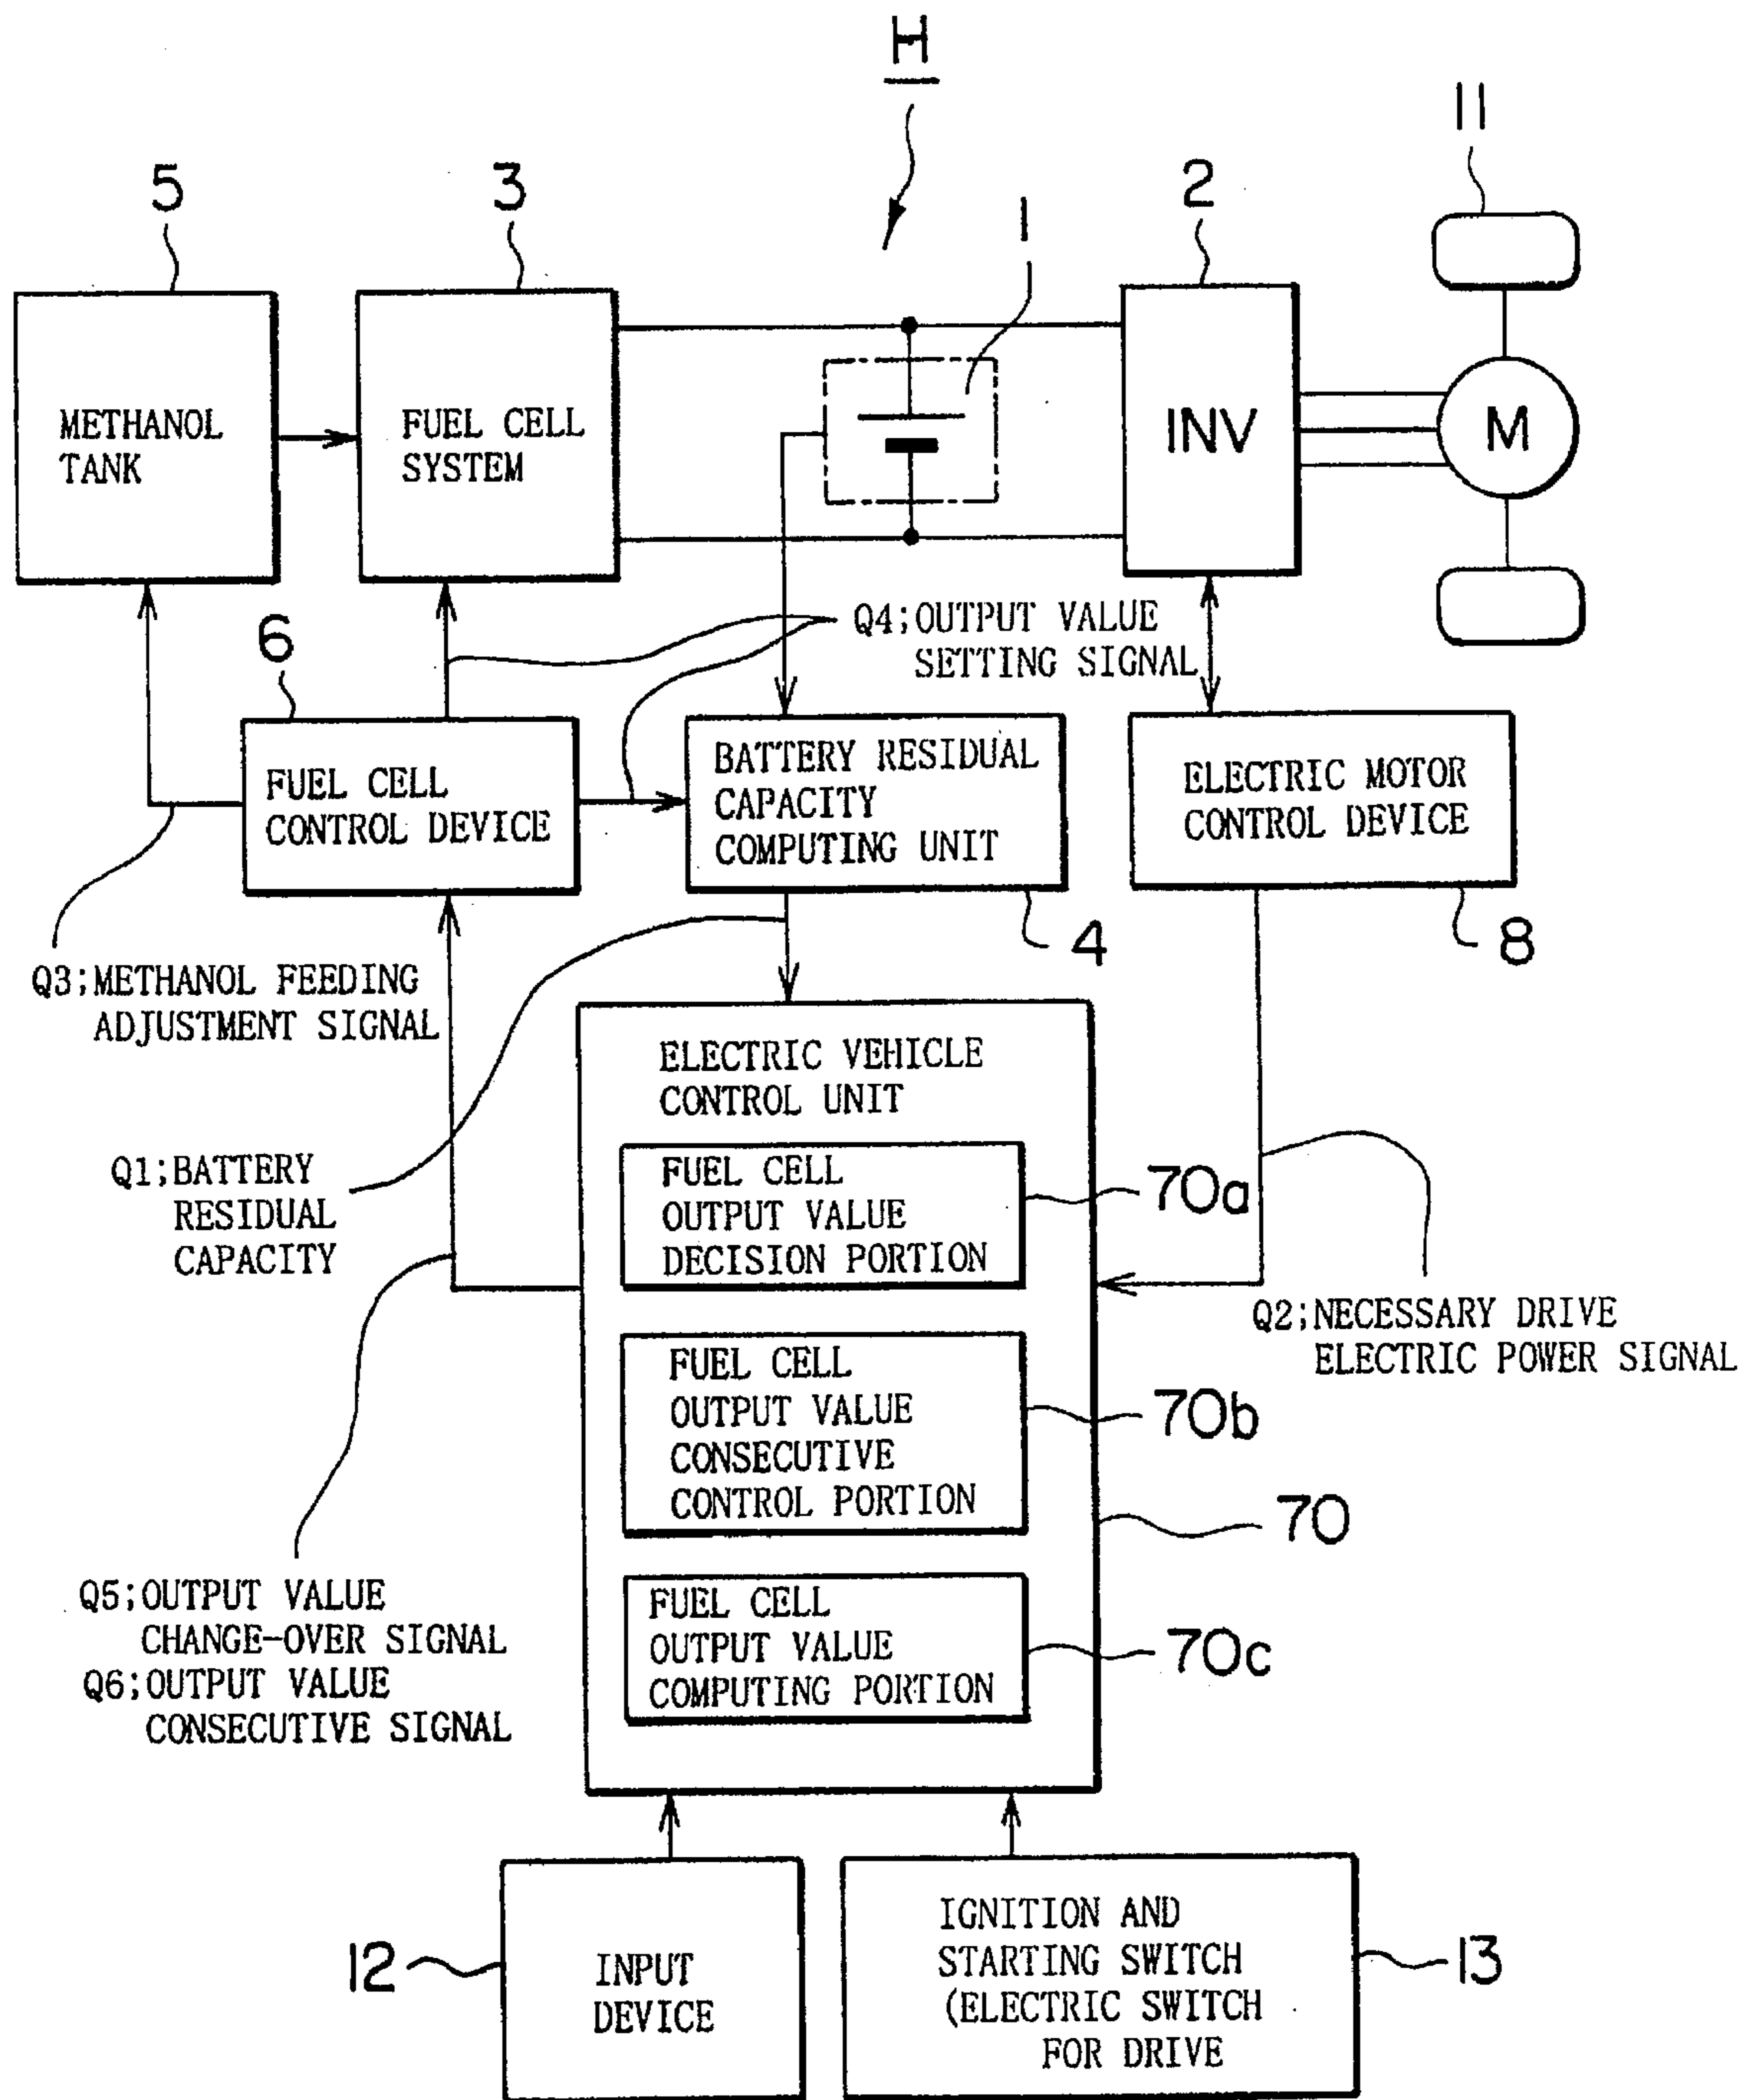 H
11
5
3
1
2
METHANOL
TANK
FUEL CELL
SYSTEM
INV
M
Q4;OUTPUT VALUE
SETTING SIGNAL
6
FUEL CELL
CONTROL DEVICE
BATTERY RESIDUAL
CAPACITY
COMPUTING UNIT
ELECTRIC MOTOR
CONTROL DEVICE
4
8
Q3;METHANOL FEEDING
ADJUSTMENT SIGNAL
ELECTRIC VEHICLE
CONTROL UNIT
Q1;BATTERY
RESIDUAL
CAPACITY
FUEL CELL
OUTPUT VALUE
DECISION PORTION
70a
Q2;NECESSARY DRIVE
ELECTRIC POWER SIGNAL
FUEL CELL
OUTPUT VALUE
CONSECUTIVE
CONTROL PORTION
70b
70
Q5;OUTPUT VALUE
CHANGE-OVER SIGNAL
Q6;OUTPUT VALUE
CONSECUTIVE SIGNAL
FUEL CELL
OUTPUT VALUE
COMPUTING PORTION
70c
12
INPUT
DEVICE
IGNITION AND
STARTING SWITCH
(ELECTRIC SWITCH
FOR DRIVE
13